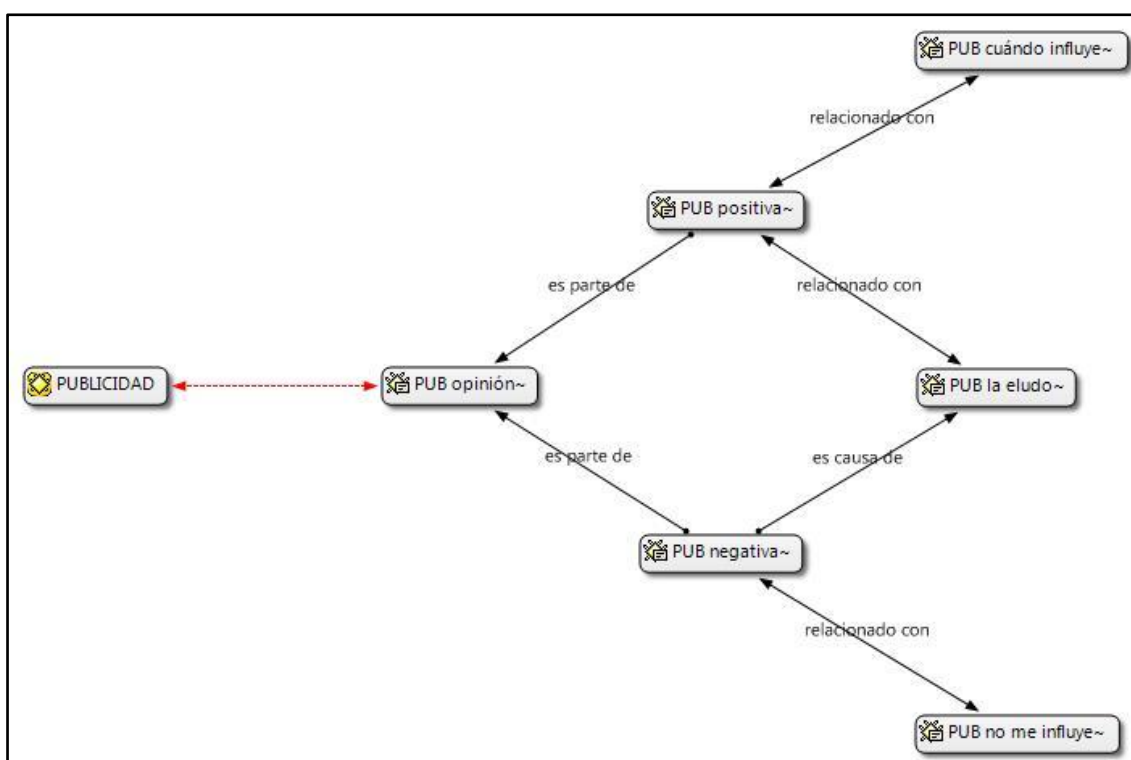 PUB cuándo influye~
relacionado con
PUB positiva~
es parte de
relacionado con
PUBLICIDAD
PUB opinión~
PUB la eludo~
es parte de
es causa de
PUB negativa~
relacionado con
PUB no me influye~